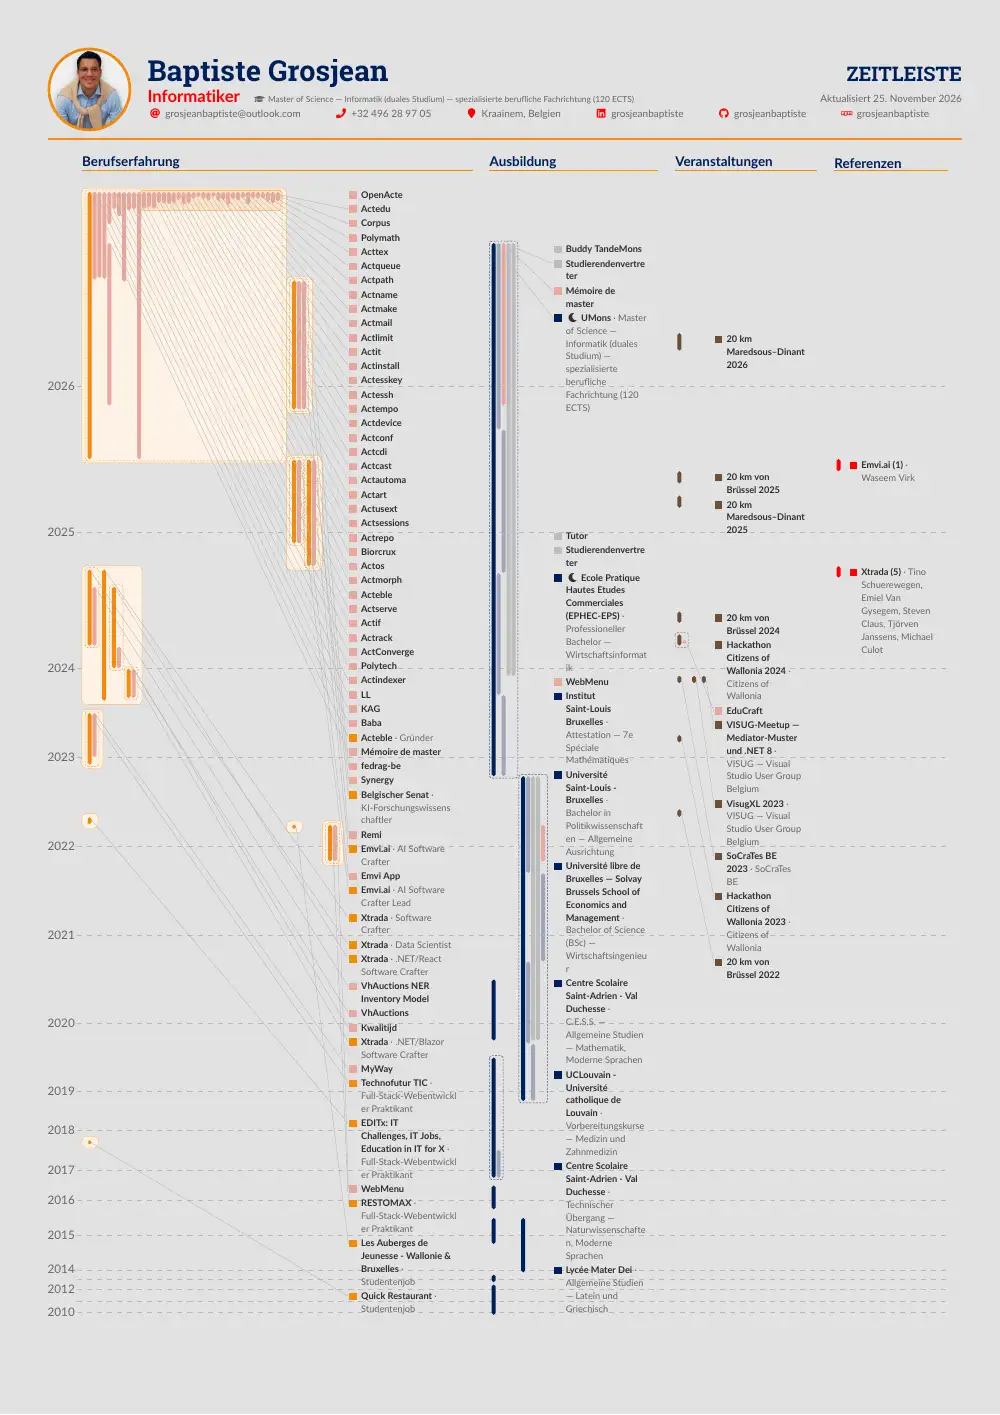 Baptiste Grosjean
ZEITLEISTE
Informatiker
Master of Science — Informatik (duales Studium) — spezialisierte berufliche Fachrichtung (120 ECTS)
Aktualisiert 25. November 2026
grosjeanbaptiste@outlook.com
+32 496 28 97 05
Kraainem, Belgien
grosjeanbaptiste
grosjeanbaptiste
grosjeanbaptiste
Berufserfahrung
OpenActe
Actedu
Corpus
Polymath
Acttex
Actqueue
Actpath
Actname
Actmake
Actmail
Actlimit
Actit
Actinstall
Actesskey
Actessh
Actempo
Actdevice
Actconf
Actcdi
Actcast
Actautoma
Actart
Actusext
Actsessions
Actrepo
Biorcrux
Actos
Actmorph
Acteble
Actserve
Actif
Actrack
ActConverge
Polytech
Actindexer
LL
KAG
Baba
Acteble · Gründer
Mémoire de master
fedrag-be
Synergy
Belgischer Senat ·
KI-Forschungswissens
chaftler
Remi
Emvi.ai · AI Software
Crafter
Emvi App
Emvi.ai · AI Software
Crafter Lead
Xtrada · Software
Crafter
Xtrada · Data Scientist
Xtrada · .NET/React
Software Crafter
VhAuctions NER
Inventory Model
VhAuctions
Kwalitijd
Xtrada · .NET/Blazor
Software Crafter
MyWay
Technofutur TIC ·
Full-Stack-Webentwickl
er Praktikant
EDITx: IT
Challenges, IT Jobs,
Education in IT for X ·
Full-Stack-Webentwickl
er Praktikant
WebMenu
RESTOMAX ·
Full-Stack-Webentwickl
er Praktikant
Les Auberges de
Jeunesse - Wallonie &
Bruxelles ·
Studentenjob
Quick Restaurant ·
Studentenjob
2026
2025
2024
2023
2022
2021
2020
2019
2018
2017
2016
2015
2014
2012
2010
Ausbildung
Buddy TandeMons
Studierendenvertre
ter
Mémoire de
master
UMons · Master
of Science —
Informatik (duales
Studium) —
spezialisierte
berufliche
Fachrichtung (120
ECTS)
Tutor
Studierendenvertre
ter
Ecole Pratique
Hautes Etudes
Commerciales
(EPHEC-EPS) ·
Professioneller
Bachelor —
Wirtschaftsinformat
ik
WebMenu
Institut
Saint-Louis
Bruxelles ·
Attestation — 7e
Spéciale
Mathématiques
Université
Saint-Louis -
Bruxelles ·
Bachelor in
Politikwissenschaft
en — Allgemeine
Ausrichtung
Université libre de
Bruxelles — Solvay
Brussels School of
Economics and
Management ·
Bachelor of Science
(BSc) —
Wirtschaftsingenieu
r
Centre Scolaire
Saint-Adrien - Val
Duchesse ·
C.E.S.S. —
Allgemeine Studien
— Mathematik,
Moderne Sprachen
UCLouvain -
Université
catholique de
Louvain ·
Vorbereitungskurse
— Medizin und
Zahnmedizin
Centre Scolaire
Saint-Adrien - Val
Duchesse ·
Technischer
Übergang —
Naturwissenschafte
n, Moderne
Sprachen
Lycée Mater Dei ·
Allgemeine Studien
— Latein und
Griechisch
Veranstaltungen
20 km
Maredsous–Dinant
2026
20 km von
Brüssel 2025
20 km
Maredsous–Dinant
2025
20 km von
Brüssel 2024
Hackathon
Citizens of
Wallonia 2024 ·
Citizens of
Wallonia
EduCraft
VISUG-Meetup —
Mediator-Muster
und .NET 8 ·
VISUG — Visual
Studio User Group
Belgium
VisugXL 2023 ·
VISUG — Visual
Studio User Group
Belgium
SoCraTes BE
2023 · SoCraTes
BE
Hackathon
Citizens of
Wallonia 2023 ·
Citizens of
Wallonia
20 km von
Brüssel 2022
Referenzen
Emvi.ai (1) ·
Waseem Virk
Xtrada (5) · Tino
Schuerewegen,
Emiel Van
Gysegem, Steven
Claus, Tjörven
Janssens, Michael
Culot